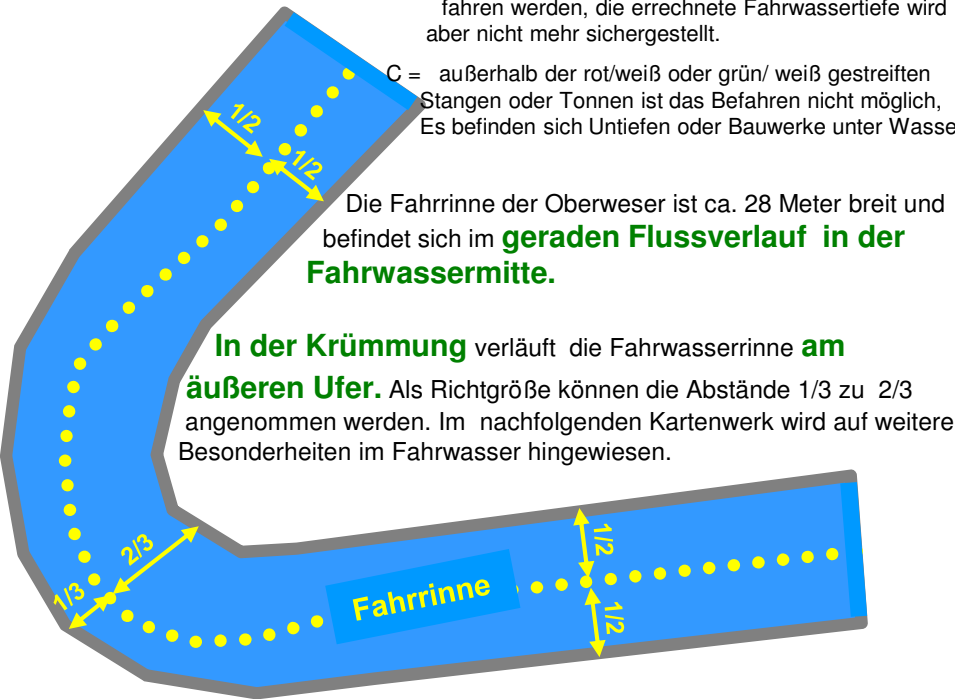 fahren werden, die errechnete Fahrwassertiefe wird
aber nicht mehr sichergestellt.
C = außerhalb der rot/weiß oder grün/ weiß gestreiften
Stangen oder Tonnen ist das Befahren nicht möglich,
Es befinden sich Untiefen oder Bauwerke unter Wasse
1/2
1/2
Die Fahrrinne der Oberweser ist ca. 28 Meter breit und
befindet sich im geraden Flussverlauf in der
Fahrwassermitte.
In der Krümmung verläuft die Fahrwasserrinne am
äußeren Ufer. Als Richtgröße können die Abstände 1/3 zu 2/3
angenommen werden. Im nachfolgenden Kartenwerk wird auf weitere
Besonderheiten im Fahrwasser hingewiesen.
2/3
1/3
Fahrrinne
1/2
1/2